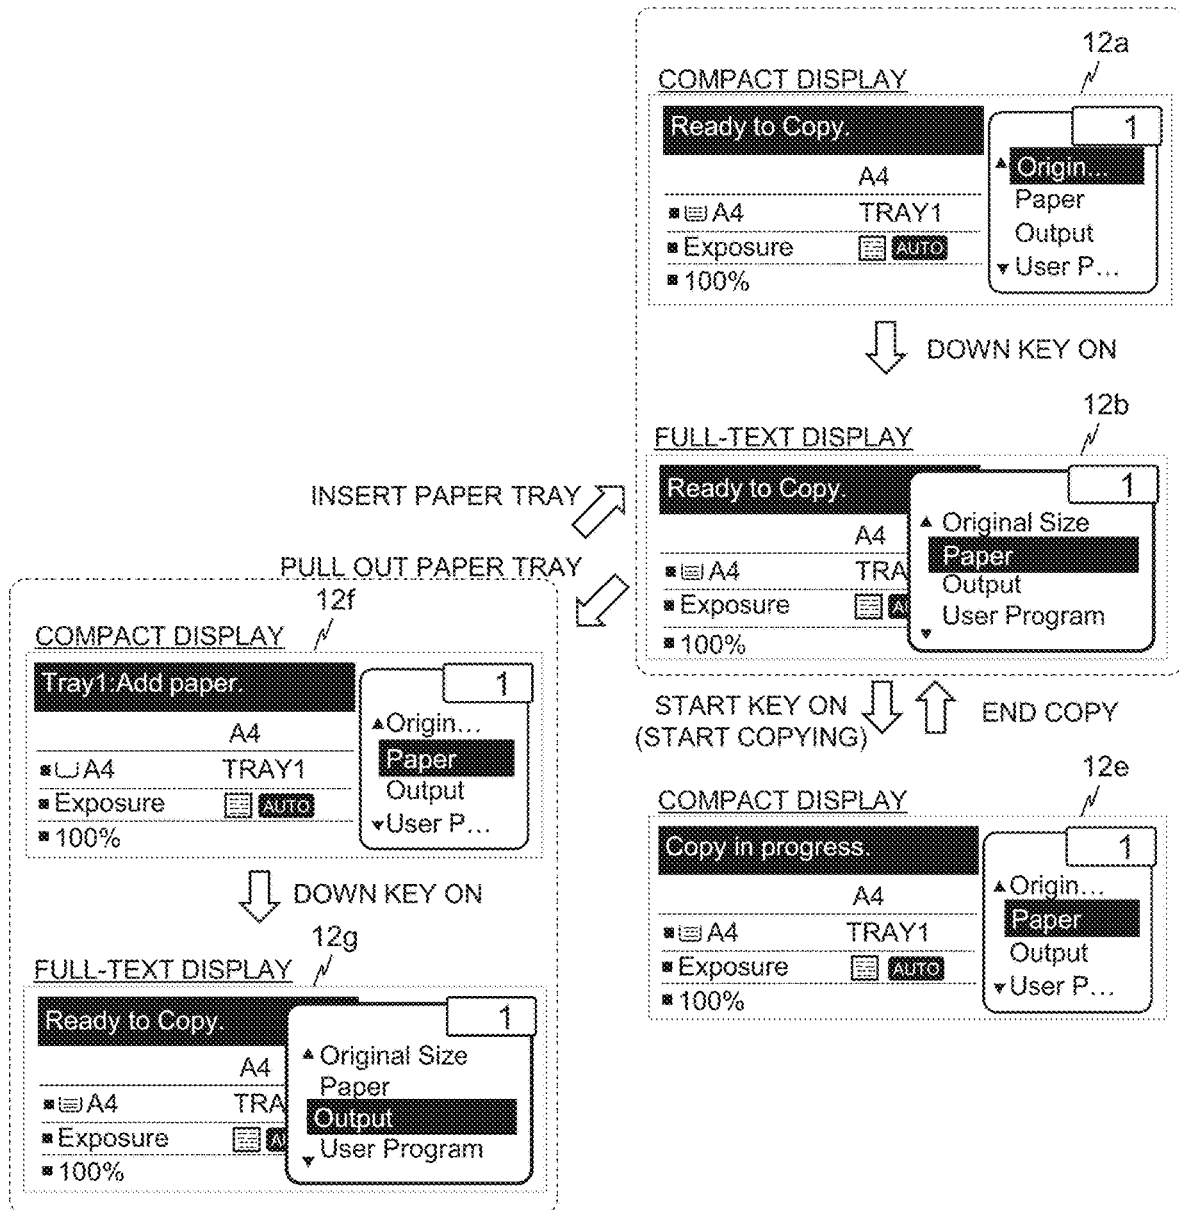 12a
COMPACT DISPLAY
Ready to Copy.
1
A4
A4 TRAY1
Exposure AUTO
100%
Origin...
Paper
Output
User P...
DOWN KEY ON
12b
FULL-TEXT DISPLAY
Ready to Copy.
1
A4
A4 TRA
Exposure AU
100%
Original Size
Paper
Output
User Program
INSERT PAPER TRAY
PULL OUT PAPER TRAY
START KEY ON
(START COPYING)
END COPY
12e
COMPACT DISPLAY
Copy in progress.
1
A4
A4 TRAY1
Exposure AUTO
100%
Origin...
Paper
Output
User P...
12f
COMPACT DISPLAY
Tray1:Add paper.
1
A4
A4 TRAY1
Exposure AUTO
100%
Origin...
Paper
Output
User P...
DOWN KEY ON
12g
FULL-TEXT DISPLAY
Ready to Copy.
1
A4
A4 TRA
Exposure AU
100%
Original Size
Paper
Output
User Program